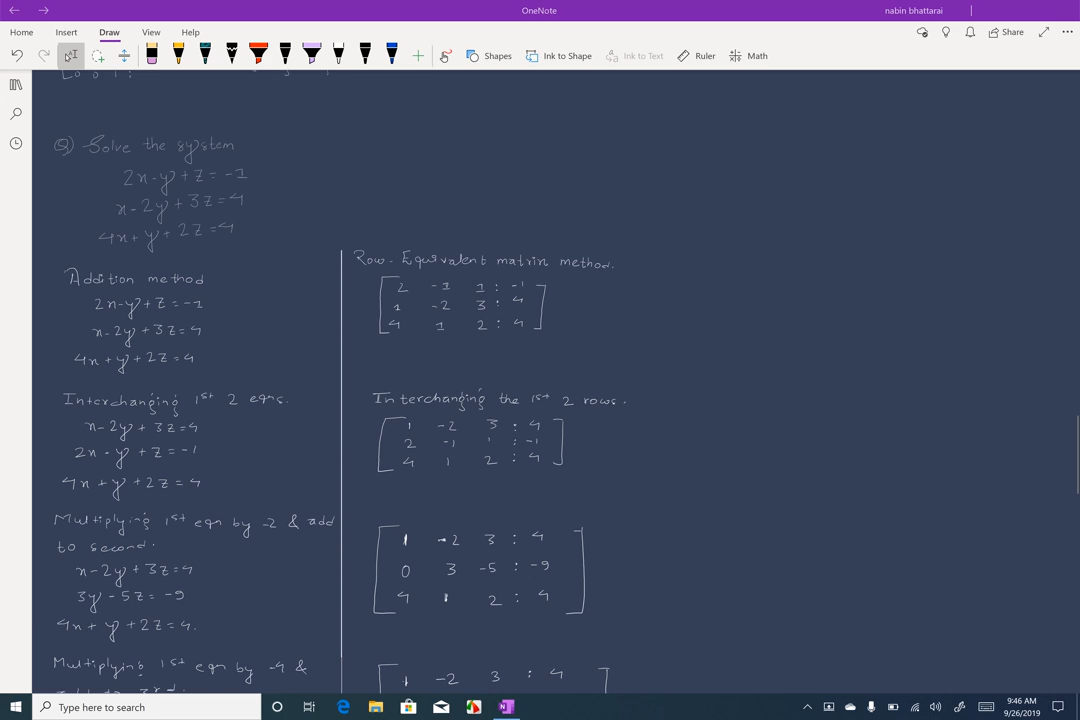 OneNote
nabin bhattarai
Home Insert Draw View Help
Share
Shapes Ink to Shape Ink to Text Ruler Math
Q) Solve the system
2x-y+z=-1
x-2y+3z=4
4x+y+2z=4
Addition method
2x-y+z=-1
x-2y+3z=4
4x+y+2z=4
Interchanging 1st 2 eqns.
x-2y+3z=4
2x-y+z=-1
4x+y+2z=4
Multiplying 1st eqn by -2 & add
to second.
x-2y+3z=4
3y-5z=-9
4x+y+2z=4.
Multiplying 1st eqn by -4 &
Row-Equivalent matrix method.
2 -1 1 : -1
1 -2 3 : 4
4 1 2 : 4
Interchanging the 1st 2 rows.
1 -2 3 : 4
2 -1 1 : -1
4 1 2 : 4
1 -2 3 : 4
0 3 -5 : -9
4 1 2 : 4
1 -2 3 : 4
Type here to search
9:46 AM
9/26/2019